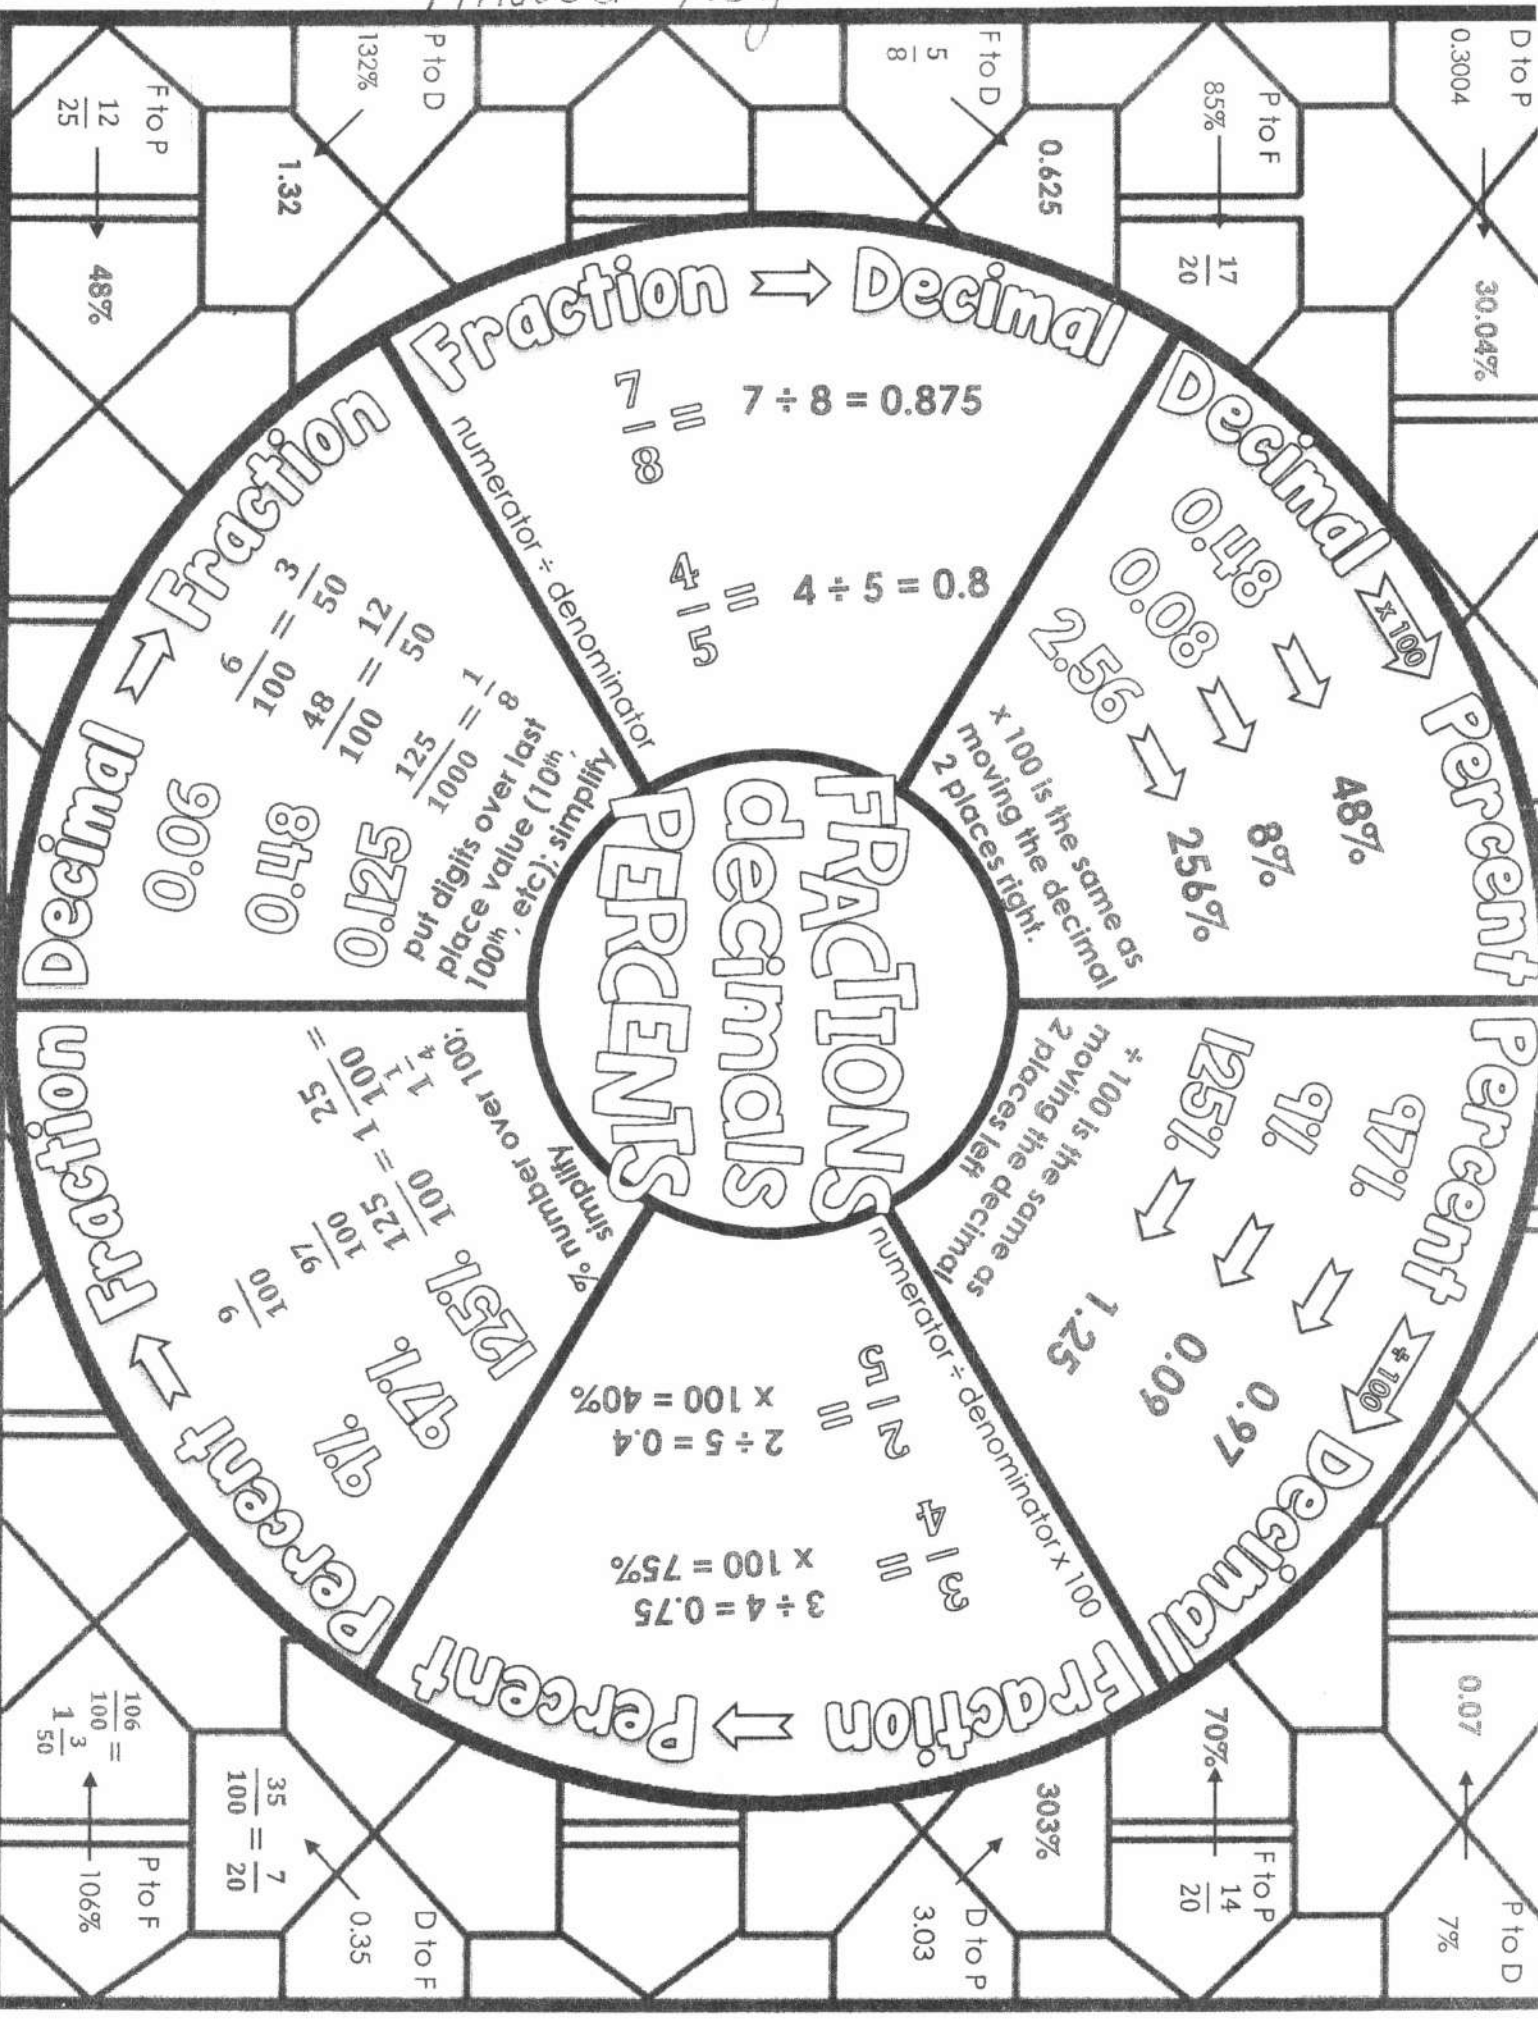 FRACTIONS
decimals
PERCENTS
Fraction Decimal
7/8 = 7 ÷ 8 = 0.875
4/5 = 4 ÷ 5 = 0.8
numerator ÷ denominator
Decimal x 100 Percent
0.48 48%
0.08 8%
2.56 256%
x 100 is the same as
moving the decimal
2 places right.
Percent ÷ 100 Decimal
97% 0.97
9% 0.09
125% 1.25
÷ 100 is the same as
moving the decimal
2 places left
Fraction Percent
numerator ÷ denominator x 100
3/4 = 3 ÷ 4 = 0.75
x 100 = 75%
2/5 = 2 ÷ 5 = 0.4
x 100 = 40%
Percent Fraction
9% 9/100
97% 97/100
125% 125/100 = 1 25/100 =
1 1/4
% number over 100;
simplify
Decimal Fraction
0.06 6/100 = 3/50
0.48 48/100 = 12/50
0.125 125/1000 = 1/8
put digits over last
place value (10th,
100th, etc); simplify
D to P
0.3004 30.04%
P to F
85% 17/20
F to D
5/8 0.625
P to D
132% 1.32
F to P
12/25 48%
P to D
7% 0.07
F to P
14/20 70%
D to P
3.03 303%
D to F
0.35 35/100 = 7/20
P to F
106% 106/100 =
1 3/50